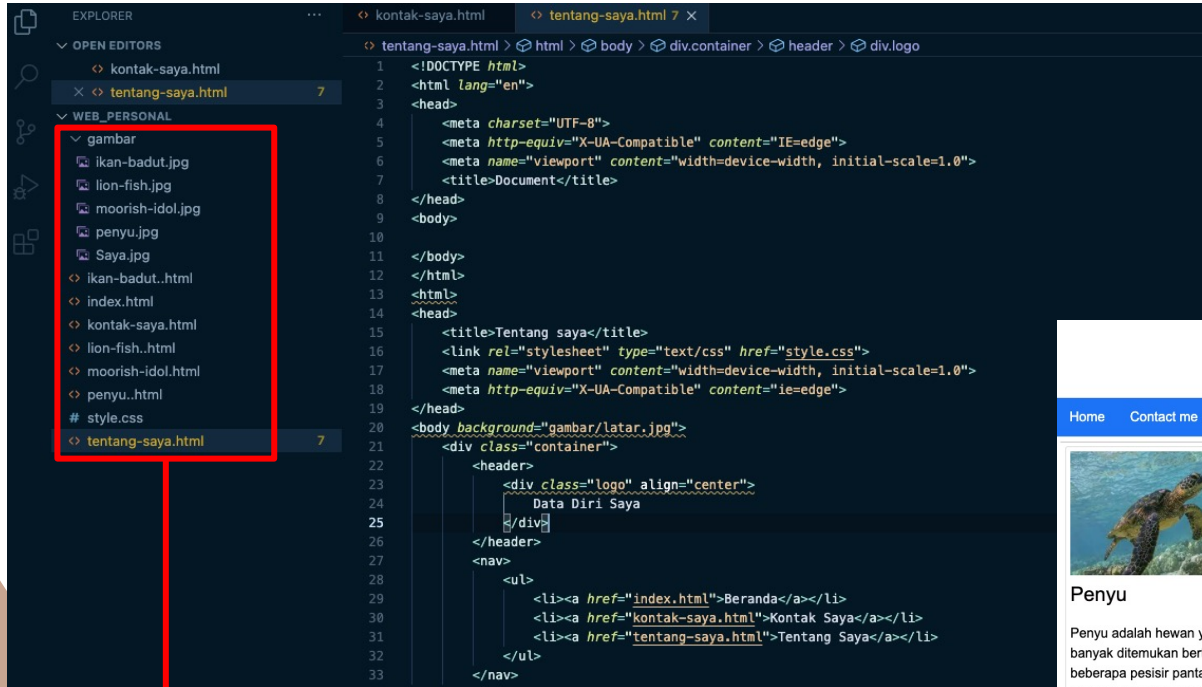 EXPLORER
OPEN EDITORS
kontak-saya.html
tentang-saya.html 7
WEB_PERSONAL
gambar
ikan-badut.jpg
lion-fish.jpg
moorish-idol.jpg
penyu.jpg
Saya.jpg
ikan-badut..html
index.html
kontak-saya.html
lion-fish..html
moorish-idol.html
penyu..html
# style.css
tentang-saya.html 7
kontak-saya.html
tentang-saya.html 7
tentang-saya.html > html > body > div.container > header > div.logo
1 <!DOCTYPE html>
2 <html lang="en">
3 <head>
4 <meta charset="UTF-8">
5 <meta http-equiv="X-UA-Compatible" content="IE=edge">
6 <meta name="viewport" content="width=device-width, initial-scale=1.0">
7 <title>Document</title>
8 </head>
9 <body>
10
11 </body>
12 </html>
13 <html>
14 <head>
15 <title>Tentang saya</title>
16 <link rel="stylesheet" type="text/css" href="style.css">
17 <meta name="viewport" content="width=device-width, initial-scale=1.0">
18 <meta http-equiv="X-UA-Compatible" content="ie=edge">
19 </head>
20 <body background="gambar/latar.jpg">
21 <div class="container">
22 <header>
23 <div class="logo" align="center">
24 Data Diri Saya
25 </div>
26 </header>
27 <nav>
28 <ul>
29 <li><a href="index.html">Beranda</a></li>
30 <li><a href="kontak-saya.html">Kontak Saya</a></li>
31 <li><a href="tentang-saya.html">Tentang Saya</a></li>
32 </ul>
33 </nav>
Home Contact me
Penyu
Penyu adalah hewan y
banyak ditemukan ber
beberapa pesisir panta